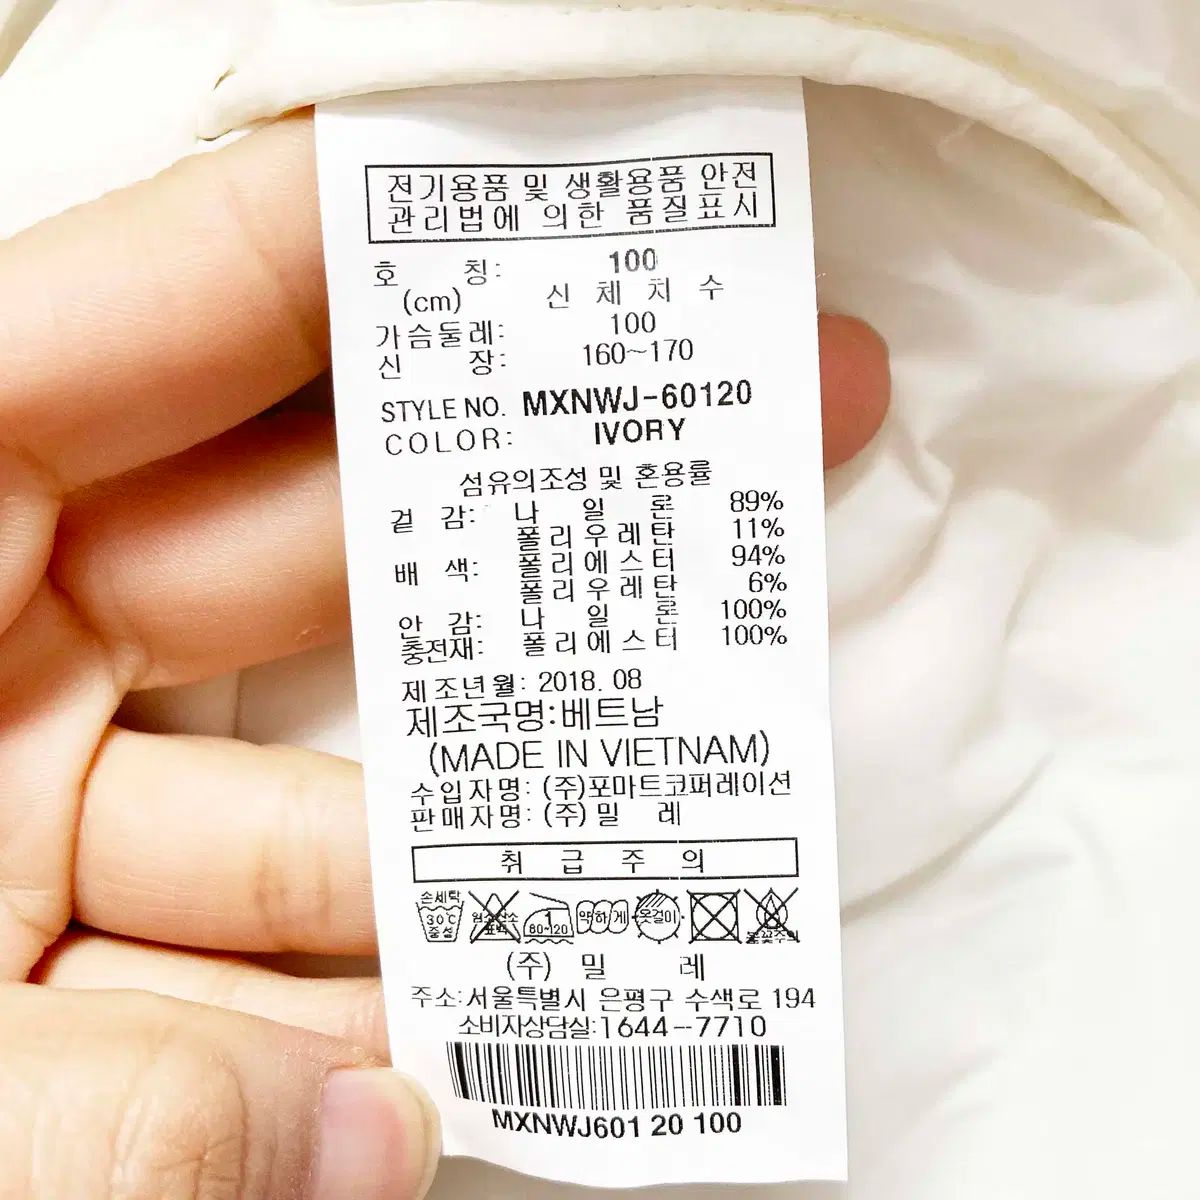 전기용품 및 생활용품 안전
관리법에 의한 품질표시
호 칭: 100
(cm) 신 체 치 수
가슴둘레: 100
신 장: 160~170
STYLE NO. MXNWJ-60120
COLOR: IVORY
섬유의조성 및 혼용률
겉 감: 나 일 론 89%
폴리우레탄 11%
배 색: 폴리에스터 94%
폴리우레탄 6%
안 감: 나 일 론 100%
충전재: 폴리에스터 100%
제조년월: 2018. 08
제조국명:베트남
(MADE IN VIETNAM)
수입자명: (주)포마트코퍼레이션
판매자명: (주)밀 레
취 급 주 의
손세탁
30℃
중성
표백
1
80~120
약하게
옷걸이
불꽃주의
(주) 밀 레
주소:서울특별시 은평구 수색로 194
소비자상담실:1644--7710
MXNWJ601 20 100